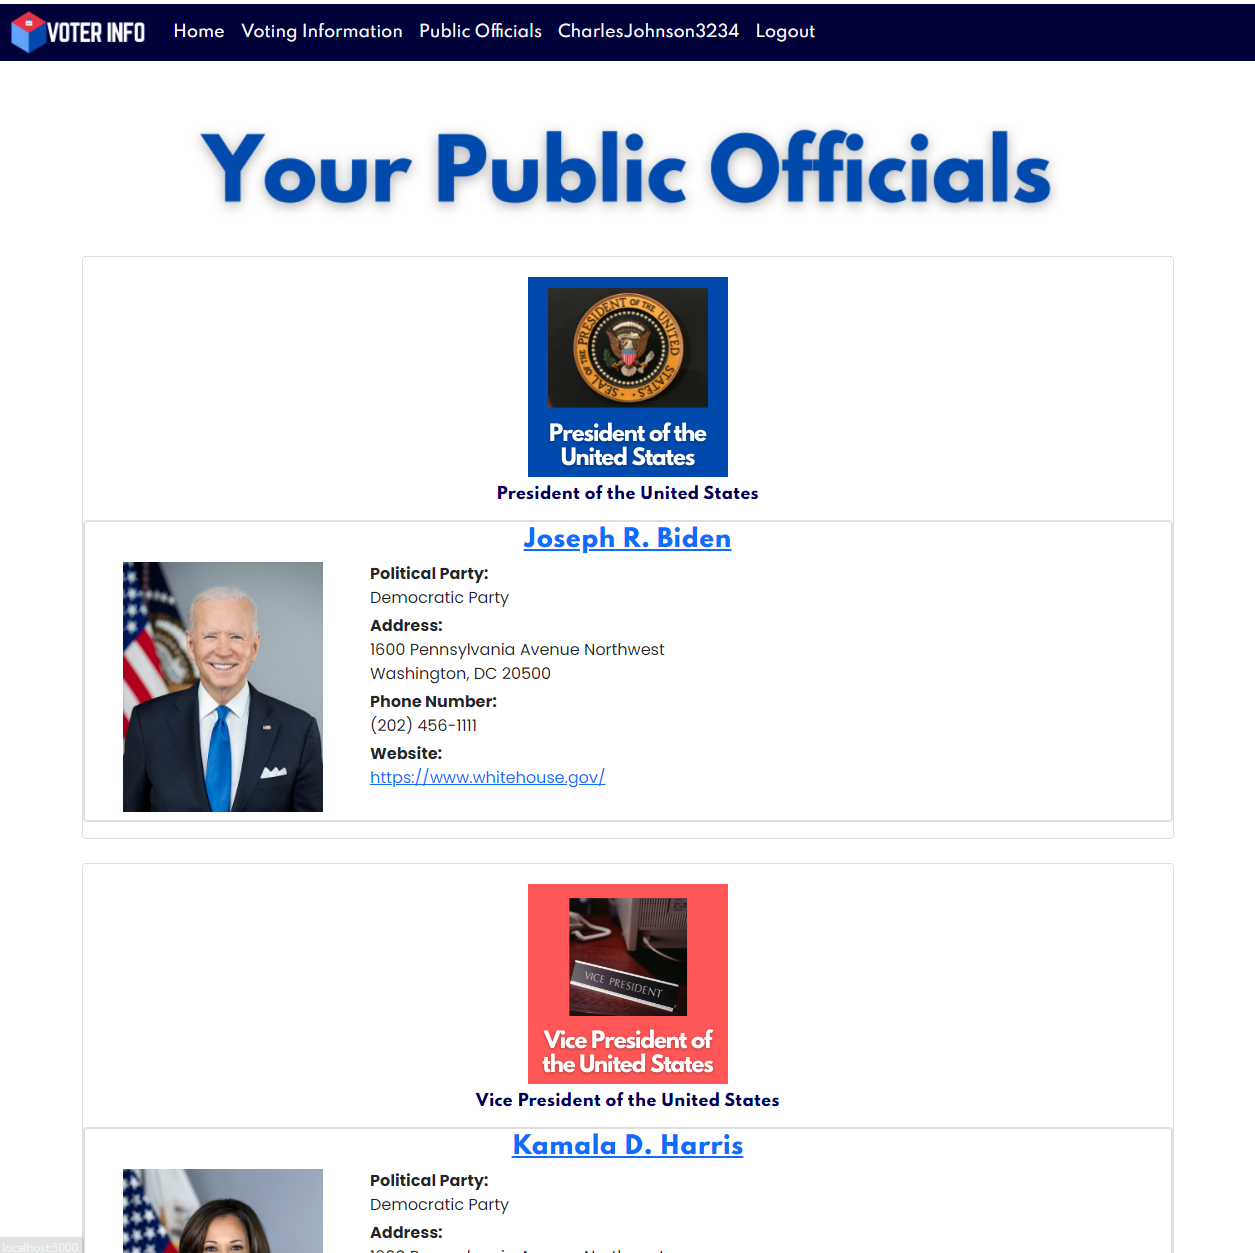 VOTER INFO
Home Voting Information Public Officials CharlesJohnson3234 Logout
Your Public Officials
SEAL OF THE PRESIDENT OF THE UNITED STATES
President of the
United States
President of the United States
Joseph R. Biden
Political Party:
Democratic Party
Address:
1600 Pennsylvania Avenue Northwest
Washington, DC 20500
Phone Number:
(202) 456-1111
Website:
https://www.whitehouse.gov/
VICE PRESIDENT
Vice President of
the United States
Vice President of the United States
Kamala D. Harris
Political Party:
Democratic Party
Address:
localhost:5000